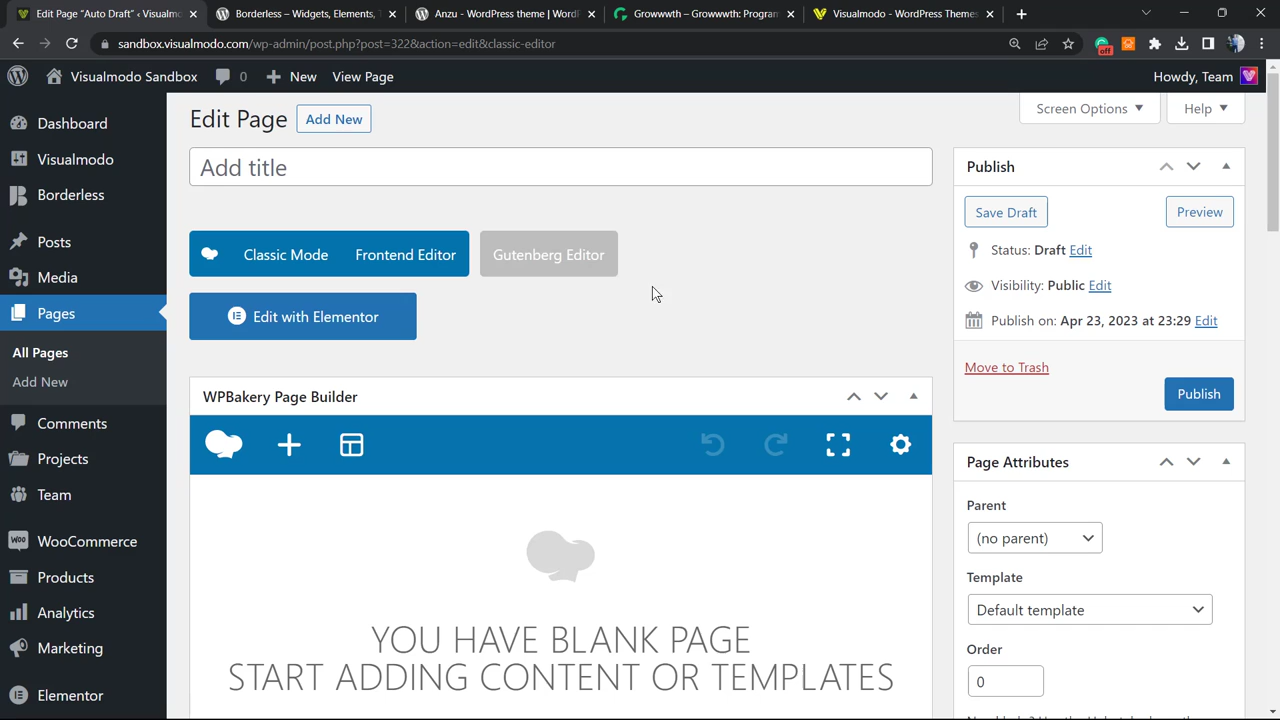 Edit Page “Auto Draft” ‹ Visualmo
Borderless – Widgets, Elements, T
Anzu - WordPress theme | WordP
Growwwth – Growwth: Program
Visualmodo - WordPress Themes
sandbox.visualmodo.com/wp-admin/post.php?post=322&action=edit&classic-editor
off
Visualmodo Sandbox
0
New
View Page
Howdy, Team
Dashboard
Visualmodo
Borderless
Posts
Media
Pages
All Pages
Add New
Comments
Projects
Team
WooCommerce
Products
Analytics
Marketing
Elementor
Edit Page
Add New
Screen Options
Help
Add title
Classic Mode
Frontend Editor
Gutenberg Editor
Edit with Elementor
WPBakery Page Builder
YOU HAVE BLANK PAGE
START ADDING CONTENT OR TEMPLATES
Publish
Save Draft
Preview
Status: Draft Edit
Visibility: Public Edit
Publish on: Apr 23, 2023 at 23:29 Edit
Move to Trash
Publish
Page Attributes
Parent
(no parent)
Template
Default template
Order
0